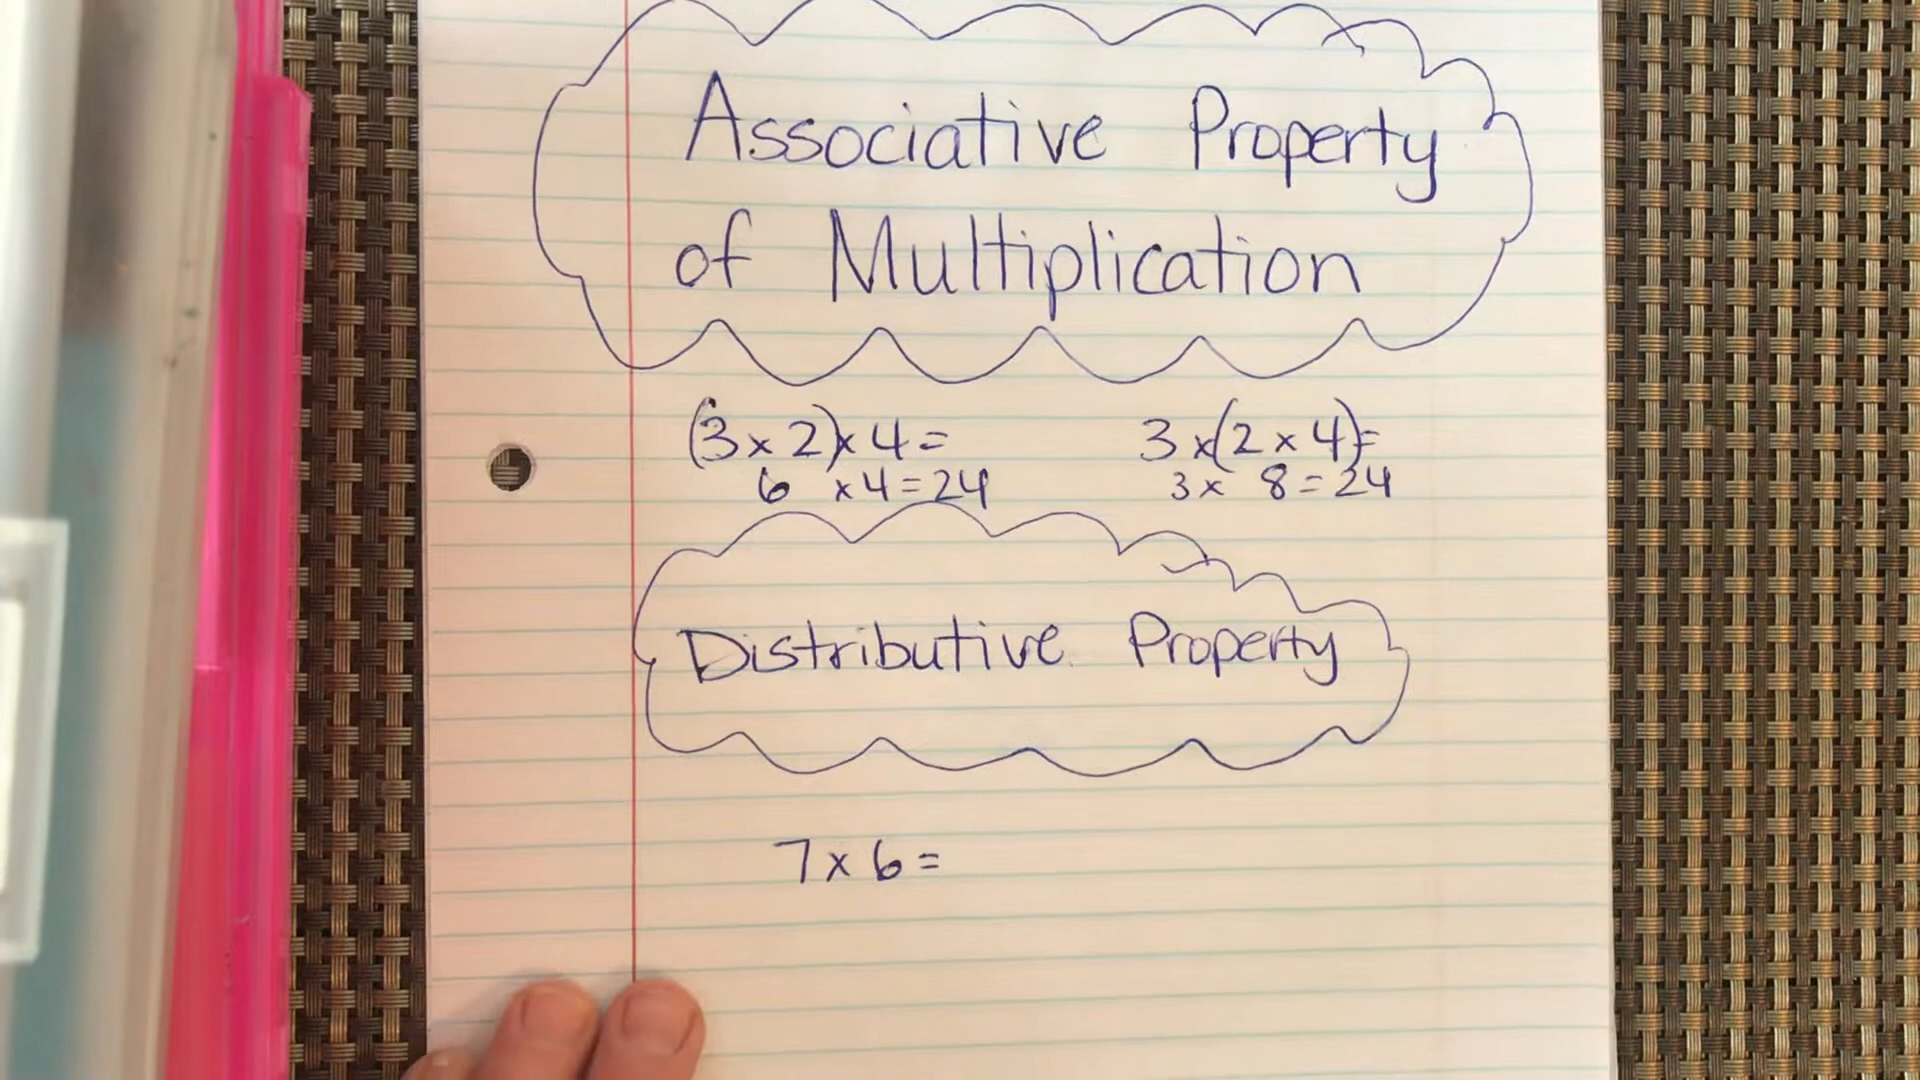 Associative Property
of Multiplication
(3 x 2) x 4 = 3 x (2 x 4) =
6 x 4 = 24 3 x 8 = 24
Distributive Property
7 x 6 =